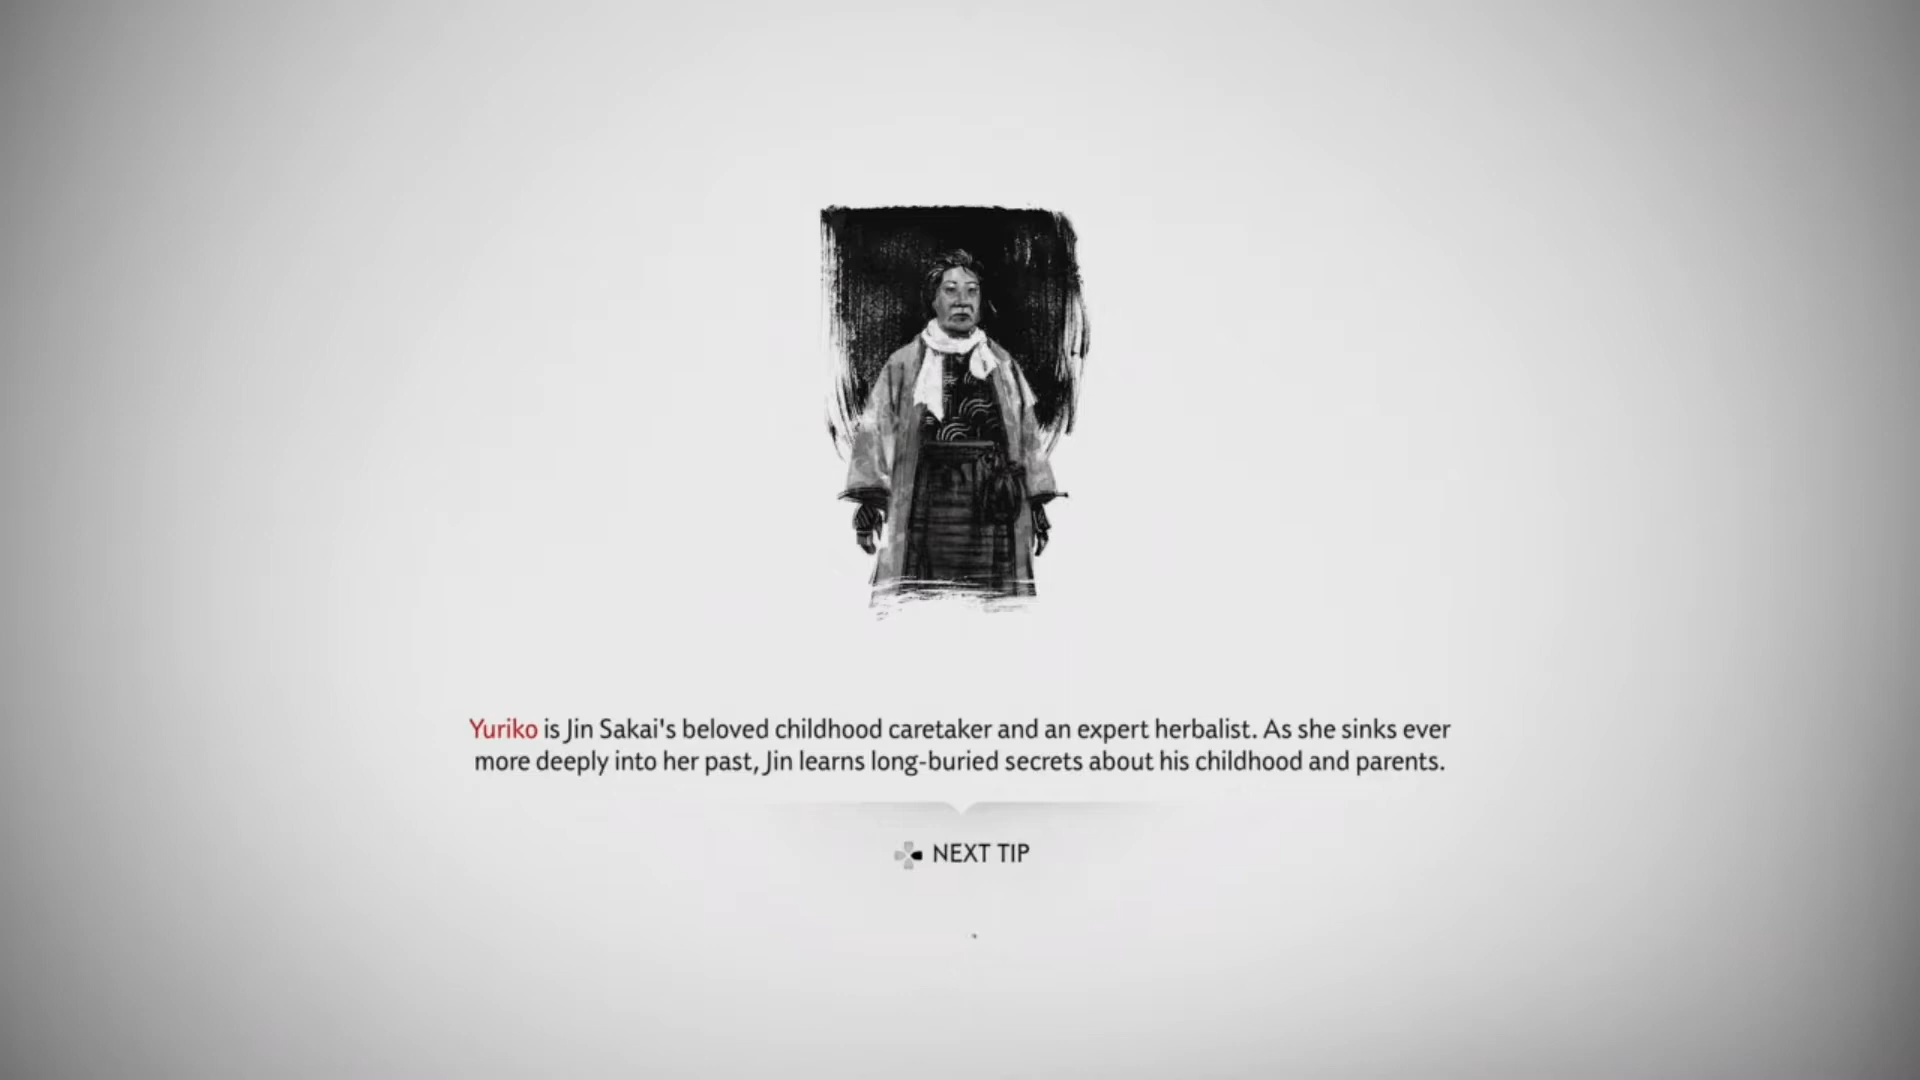 Yuriko is Jin Sakai's beloved childhood caretaker and an expert herbalist. As she sinks ever
more deeply into her past, Jin learns long-buried secrets about his childhood and parents.
NEXT TIP